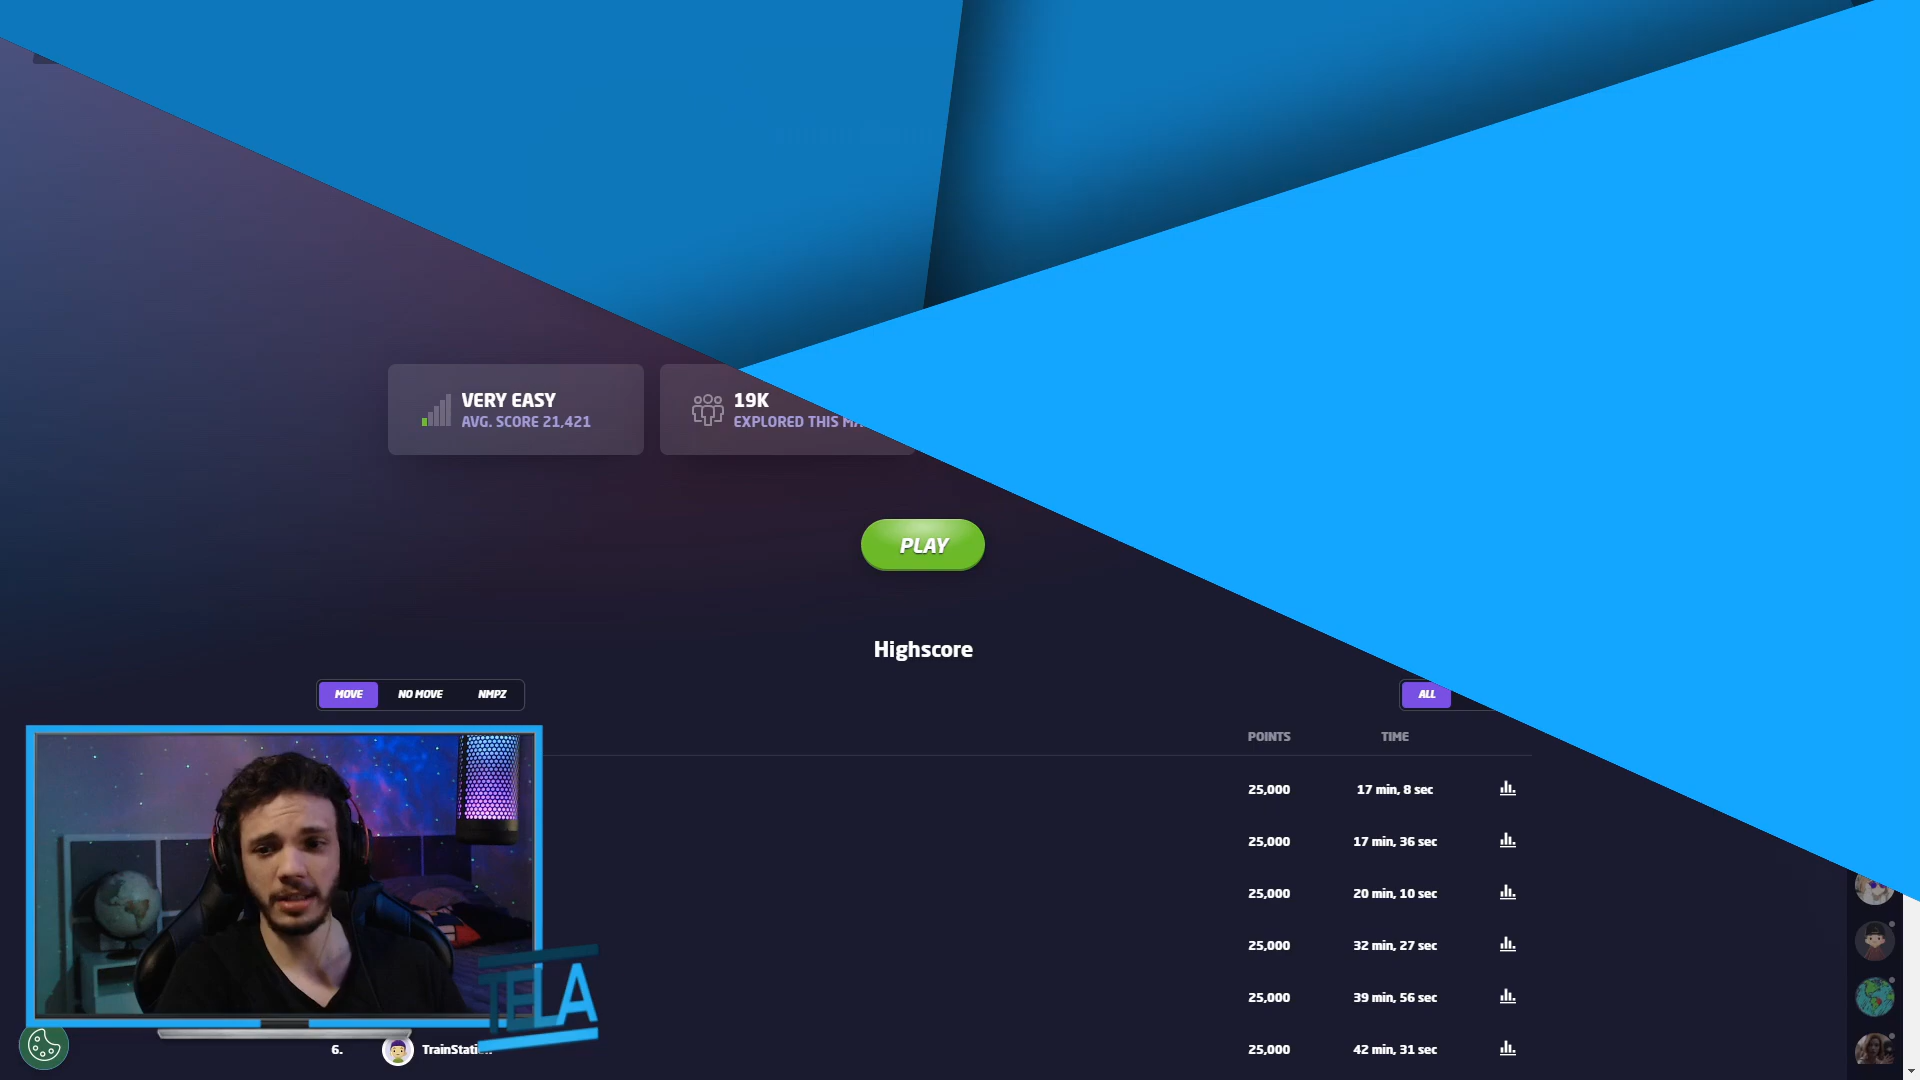 VERY EASY
AVG. SCORE 21,421
19K
EXPLORED THIS
PLAY
Highscore
MOVE
NO MOVE
NMPZ
ALL
POINTS
TIME
25,000
17 min, 8 sec
25,000
17 min, 36 sec
25,000
20 min, 10 sec
25,000
32 min, 27 sec
25,000
39 min, 56 sec
TELA
6.
TrainStati
25,000
42 min, 31 sec